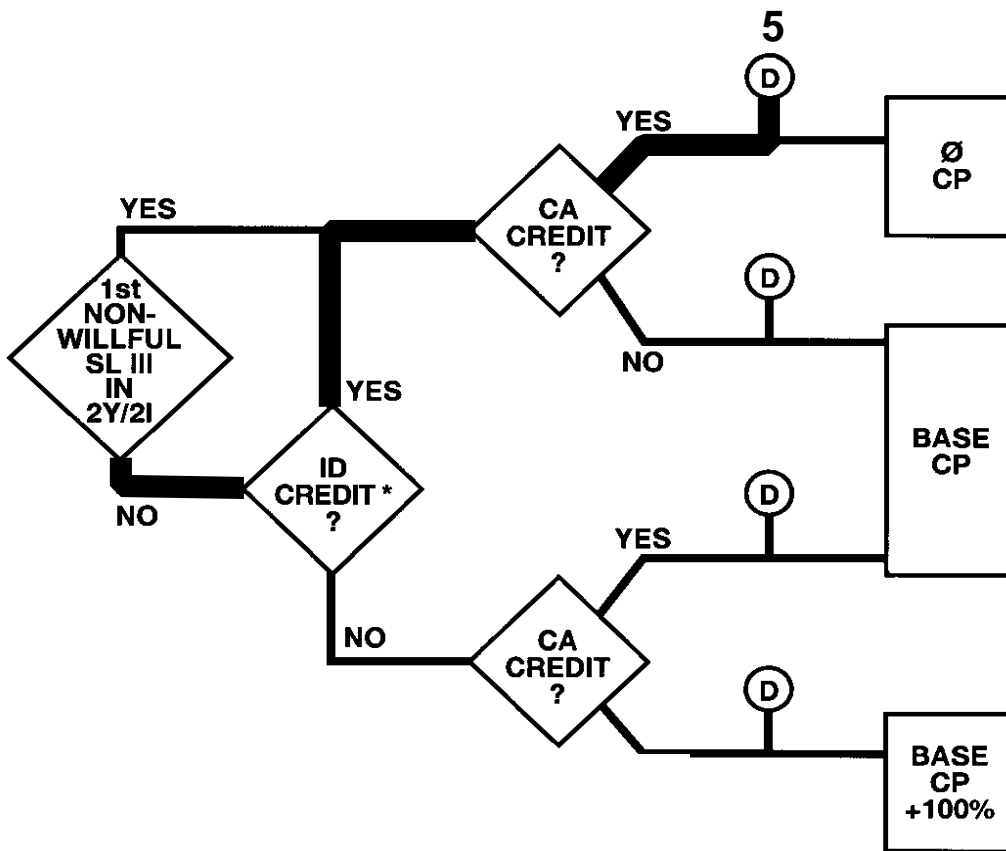 5
D
YES
Ø
CP
CA
CREDIT
?
YES
D
1st
NON-
WILLFUL
SL III
IN
2Y/2I
NO
YES
BASE
CP
ID
CREDIT *
?
D
NO
YES
NO
CA
CREDIT
?
D
BASE
CP
+100%